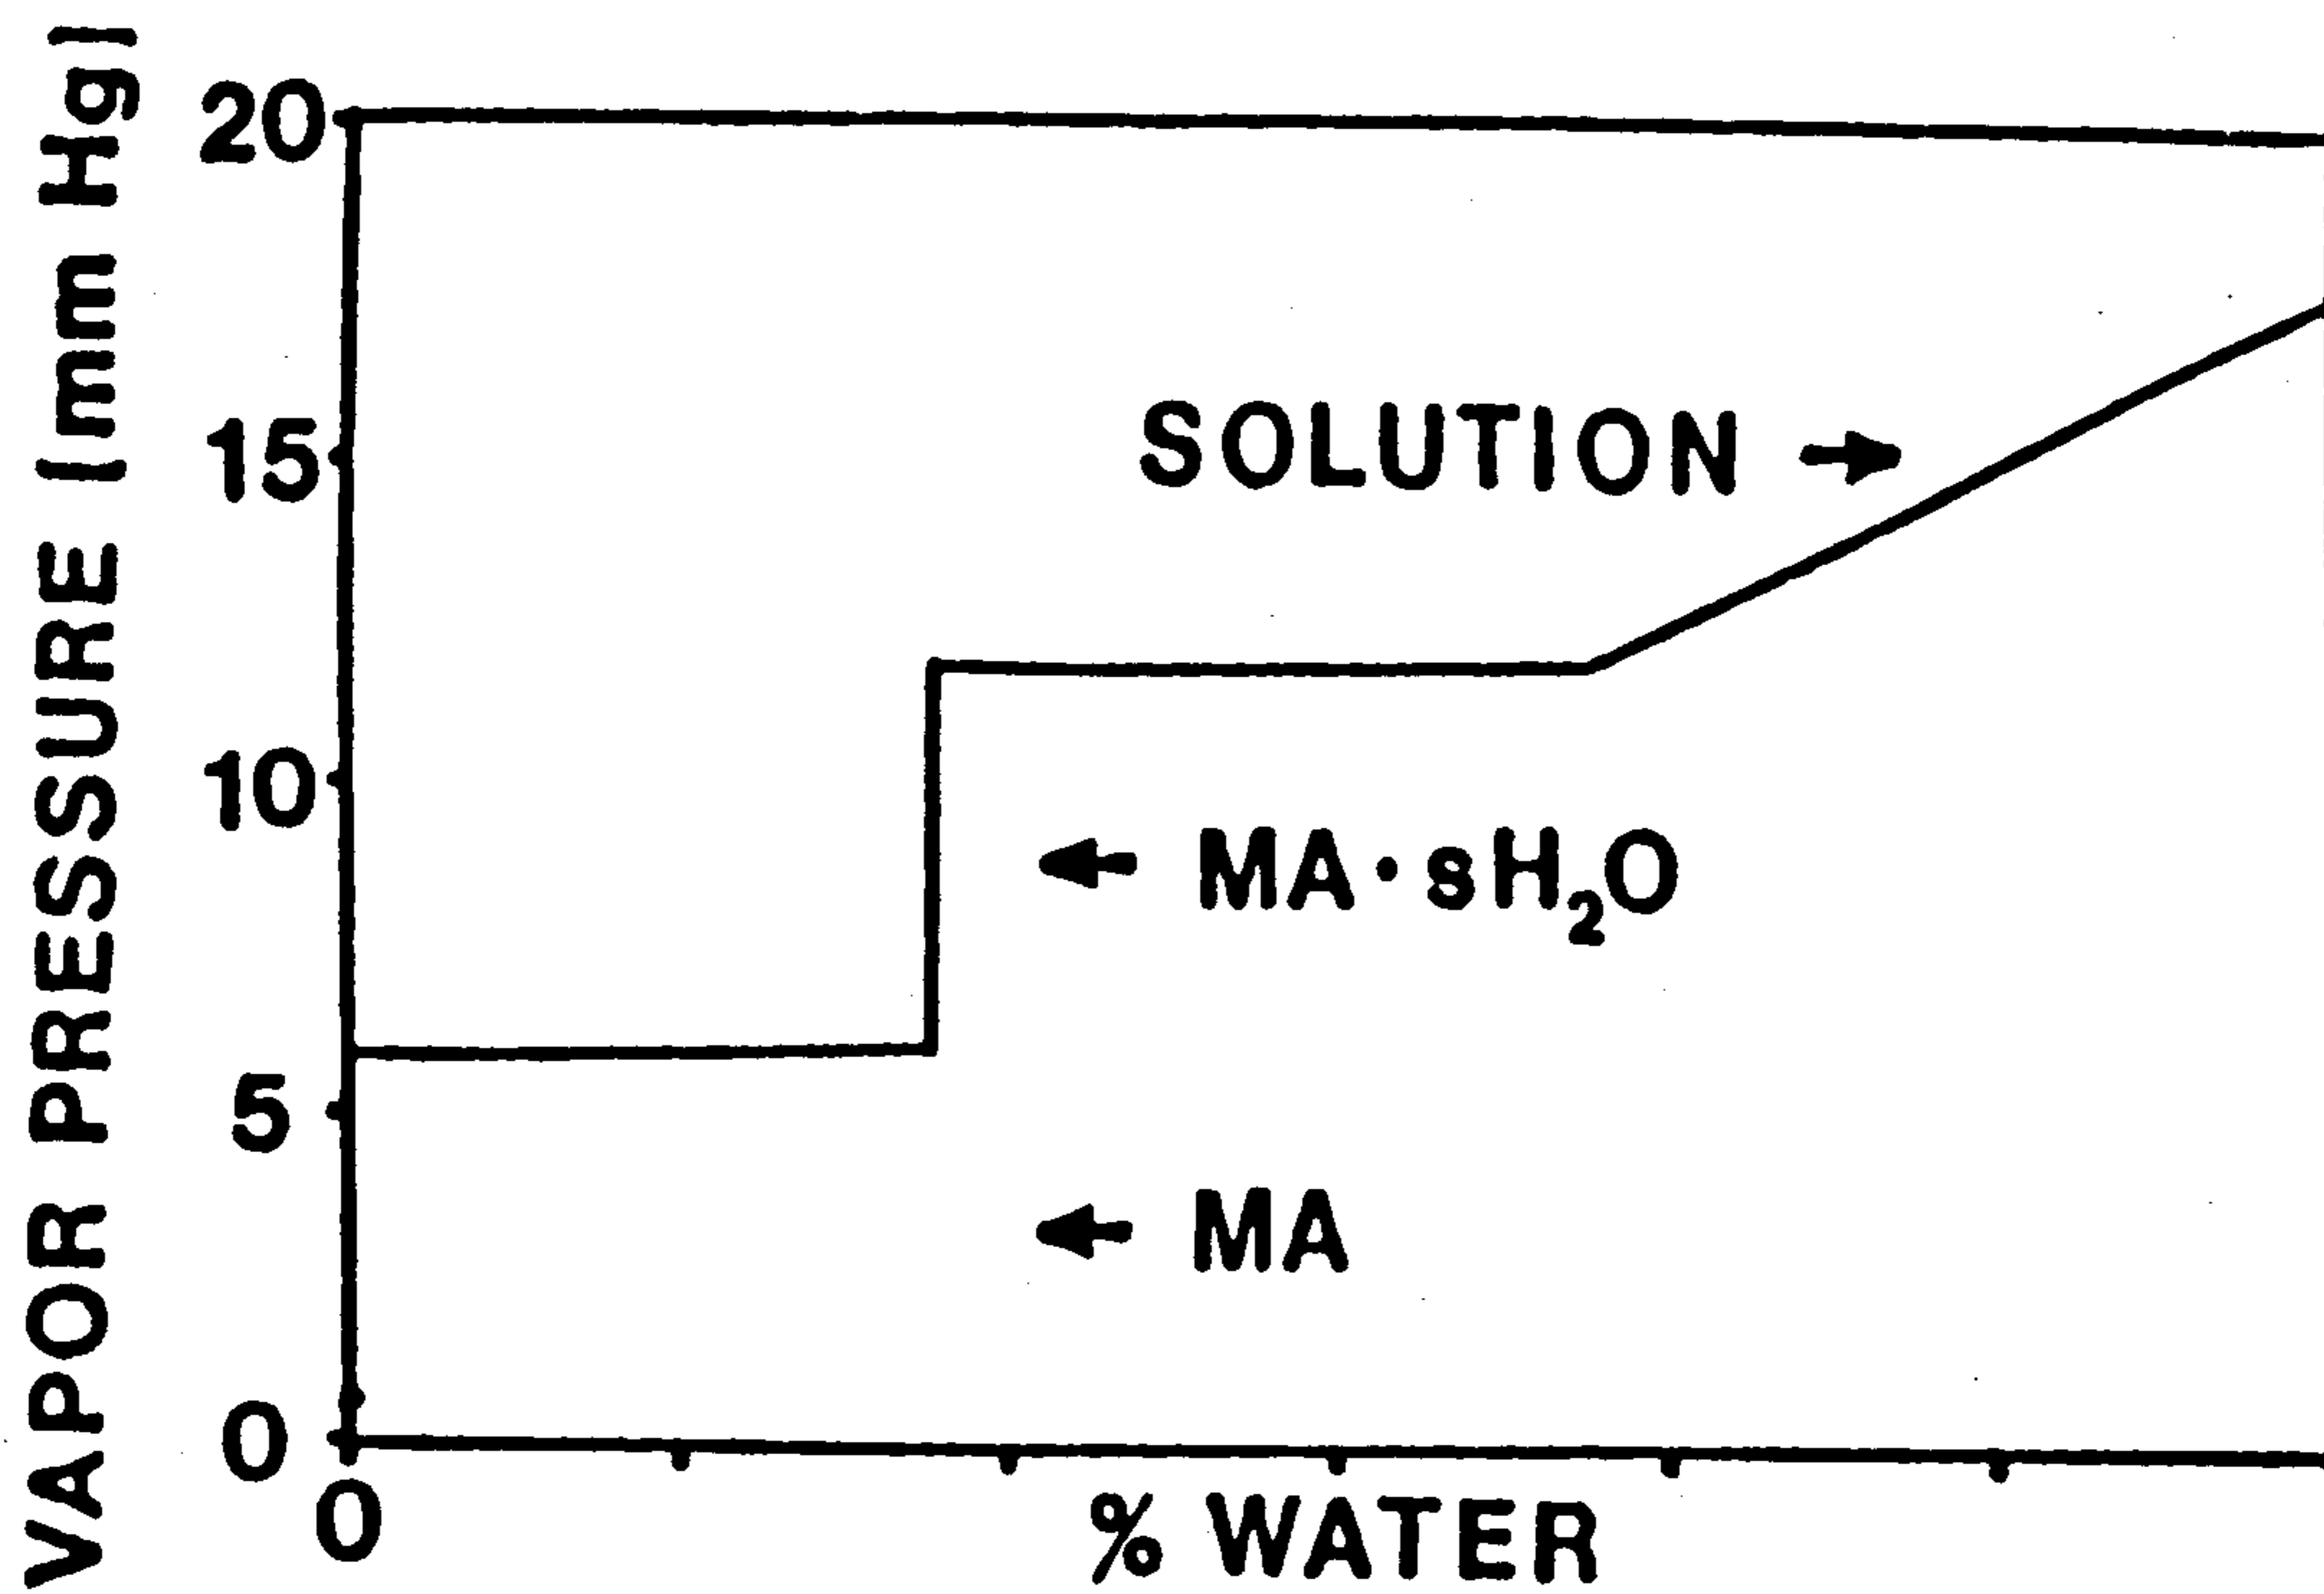 VAPOR PRESSURE (mm Hg)
20
15
10
5
0
SOLUTION →
← MA·sH₂O
← MA
0
% WATER